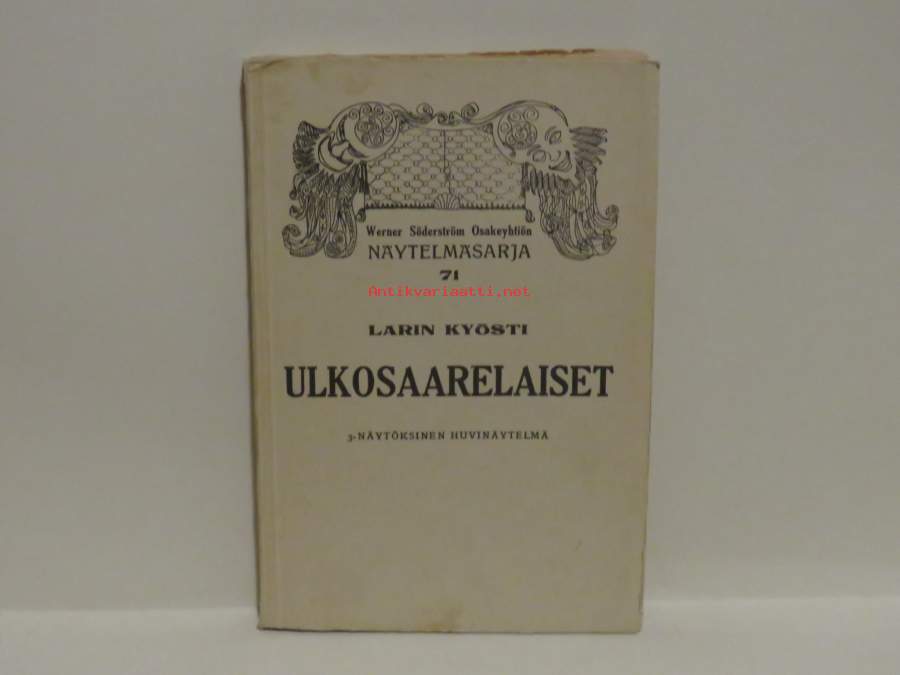 Werner Söderström Osakeyhtiön
NÄYTELMÄSARJA
71
Antikvariaatti.net
LARIN KYÖSTI
ULKOSAARELAISET
3-NÄYTÖKSINEN HUVINÄYTELMÄ